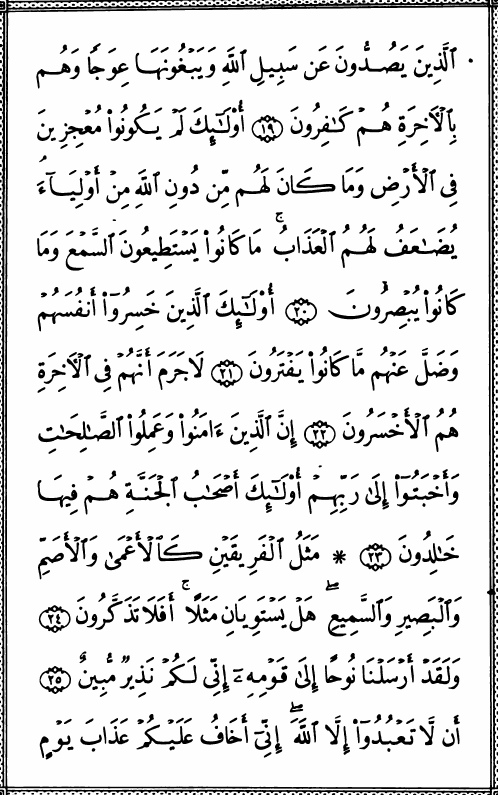 ٱلَّذِينَ يَصُدُّونَ عَن سَبِيلِ ٱللَّهِ وَيَبۡغُونَهَا عِوَجٗا وَهُم
بِٱلۡأٓخِرَةِ هُمۡ كَٰفِرُونَ ١٩ أُوْلَٰٓئِكَ لَمۡ يَكُونُواْ مُعۡجِزِينَ
فِي ٱلۡأَرۡضِ وَمَا كَانَ لَهُم مِّن دُونِ ٱللَّهِ مِنۡ أَوۡلِيَآءَۘ
يُضَٰعَفُ لَهُمُ ٱلۡعَذَابُۚ مَا كَانُواْ يَسۡتَطِيعُونَ ٱلسَّمۡعَ وَمَا
كَانُواْ يُبۡصِرُونَ ٢٠ أُوْلَٰٓئِكَ ٱلَّذِينَ خَسِرُوٓاْ أَنفُسَهُمۡ
وَضَلَّ عَنۡهُم مَّا كَانُواْ يَفۡتَرُونَ ٢١ لَا جَرَمَ أَنَّهُمۡ فِي ٱلۡأٓخِرَةِ
هُمُ ٱلۡأَخۡسَرُونَ ٢٢ إِنَّ ٱلَّذِينَ ءَامَنُواْ وَعَمِلُواْ ٱلصَّٰلِحَٰتِ
وَأَخۡبَتُوٓاْ إِلَىٰ رَبِّهِمۡ أُوْلَٰٓئِكَ أَصۡحَٰبُ ٱلۡجَنَّةِ هُمۡ فِيهَا
خَٰلِدُونَ ٢٣ * مَثَلُ ٱلۡفَرِيقَيۡنِ كَٱلۡأَعۡمَىٰ وَٱلۡأَصَمِّ
وَٱلۡبَصِيرِ وَٱلسَّمِيعِۖ هَلۡ يَسۡتَوِيَانِ مَثَلًاۚ أَفَلَا تَذَكَّرُونَ ٢٤
وَلَقَدۡ أَرۡسَلۡنَا نُوحًا إِلَىٰ قَوۡمِهِۦٓ إِنِّي لَكُمۡ نَذِيرٞ مُّبِينٌ ٢٥
أَن لَّا تَعۡبُدُوٓاْ إِلَّا ٱللَّهَۖ إِنِّيٓ أَخَافُ عَلَيۡكُمۡ عَذَابَ يَوۡمٍ